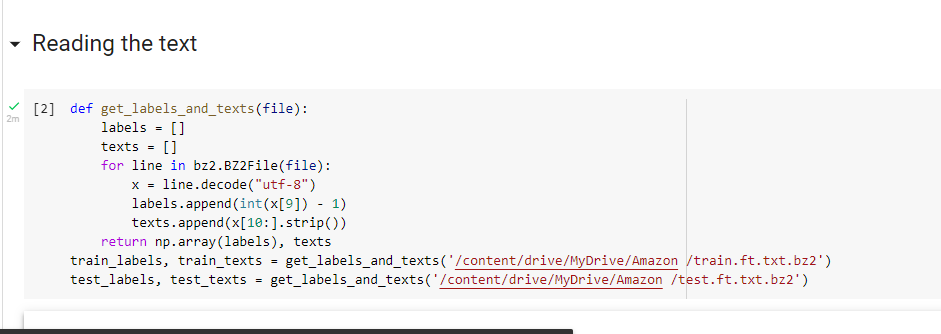 Reading the text
[2] def get_labels_and_texts(file):
2m
labels = []
texts = []
for line in bz2.BZ2File(file):
x = line.decode("utf-8")
labels.append(int(x[9]) - 1)
texts.append(x[10:].strip())
return np.array(labels), texts
train_labels, train_texts = get_labels_and_texts('/content/drive/MyDrive/Amazon /train.ft.txt.bz2')
test_labels, test_texts = get_labels_and_texts('/content/drive/MyDrive/Amazon /test.ft.txt.bz2')